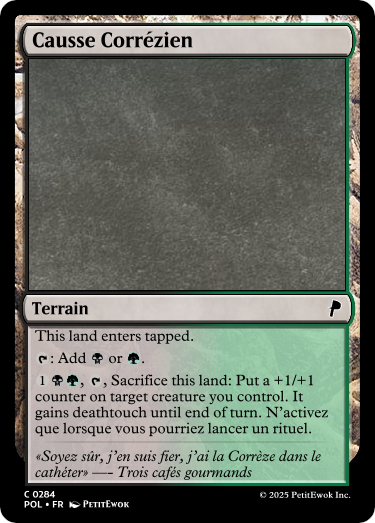 Causse Corrézien
Terrain
This land enters tapped.
: Add or .
1 , , Sacrifice this land: Put a +1/+1
counter on target creature you control. It
gains deathtouch until end of turn. N'activez
que lorsque vous pourriez lancer un rituel.
«Soyez sûr, j'en suis fier, j'ai la Corrèze dans le
cathéter» —- Trois cafés gourmands
C 0284
POL • FR PetitEwok
© 2025 PetitEwok Inc.